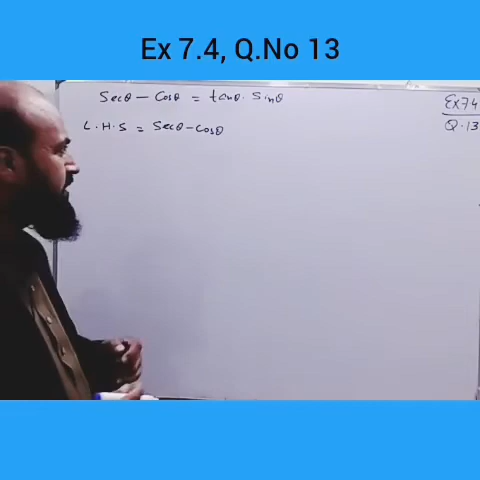 Ex 7.4, Q.No 13
Secθ - Cosθ = tanθ. Sinθ
Ex 7.4
Q.13
L.H.S = Secθ - Cosθ